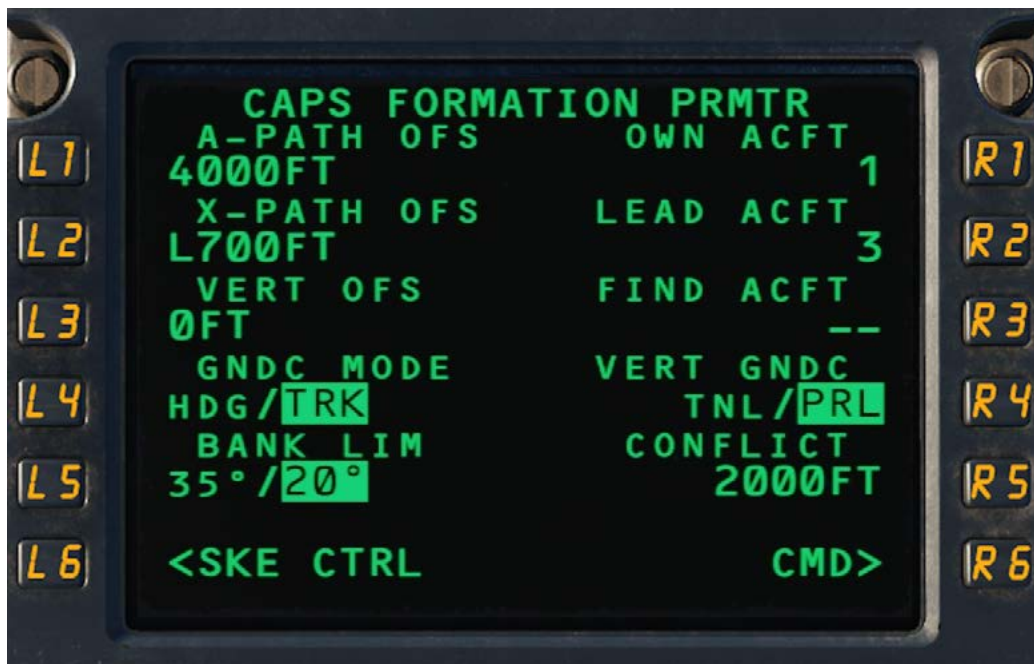 CAPS FORMATION PRMTR
A-PATH OFS OWN ACFT
L1 4000FT 1 R1
X-PATH OFS LEAD ACFT
L2 L700FT 3 R2
VERT OFS FIND ACFT
L3 0FT -- R3
GNDC MODE VERT GNDC
L4 HDG/TRK TNL/PRL R4
BANK LIM CONFLICT
L5 35°/20° 2000FT R5
L6 <SKE CTRL CMD> R6